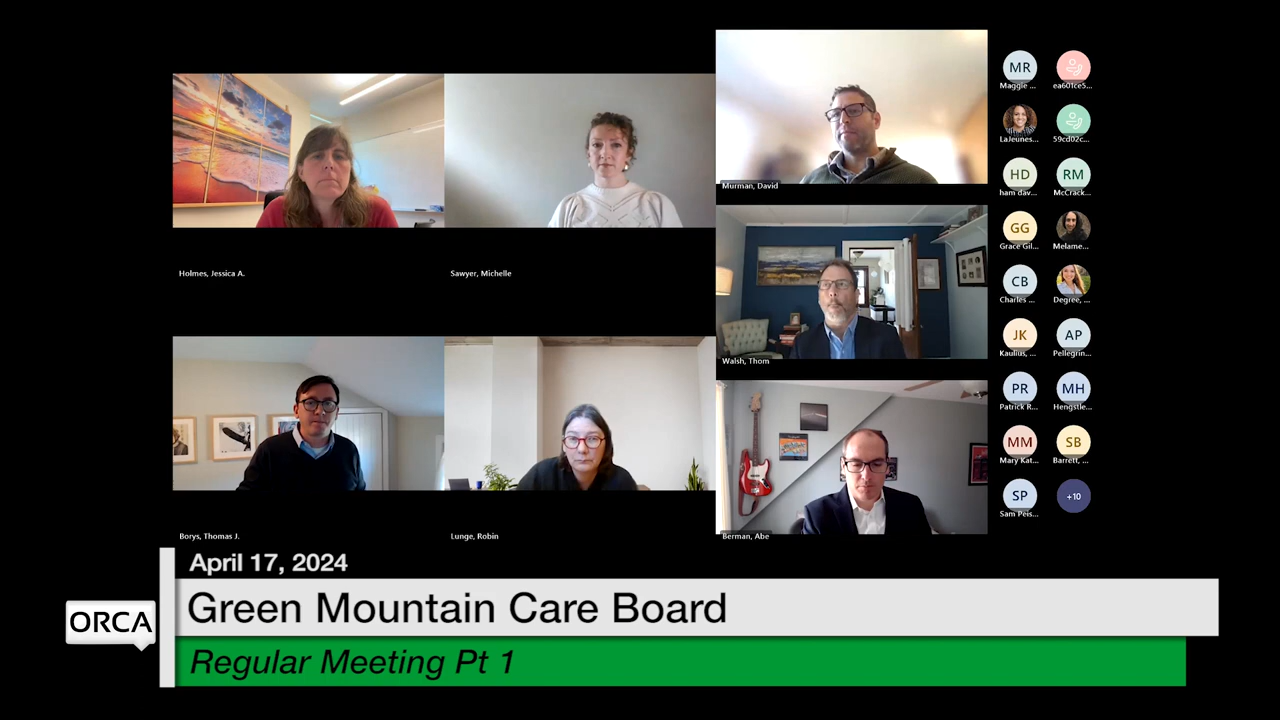 MR
Maggie ...
ea601ce5...
LaJeunes...
59cd02c...
Murman, David
HD
RM
ham dav...
McCrack...
GG
Grace Gil...
Melame...
Holmes, Jessica A.
Sawyer, Michelle
CB
Charles ...
Degree, ...
JK
AP
Kaulius, ...
Pellegrin...
Walsh, Thom
PR
MH
Patrick R...
Hengstle...
MM
SB
Mary Kat...
Barrett, ...
SP
+10
Sam Peis...
Borys, Thomas J.
Lunge, Robin
Berman, Abe
April 17, 2024
ORCA
Green Mountain Care Board
Regular Meeting Pt 1